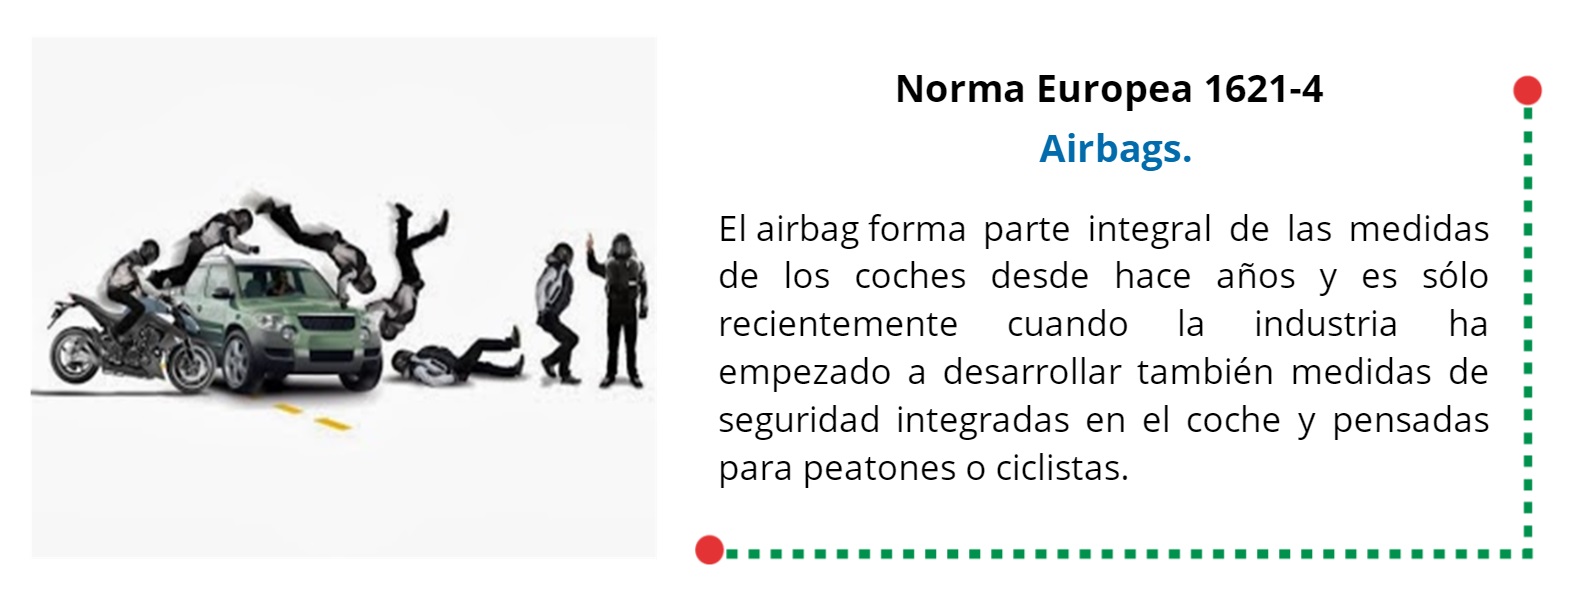 Norma Europea 1621-4
Airbags.
El airbag forma parte integral de las medidas
de los coches desde hace años y es sólo
recientemente cuando la industria ha
empezado a desarrollar también medidas de
seguridad integradas en el coche y pensadas
para peatones o ciclistas.